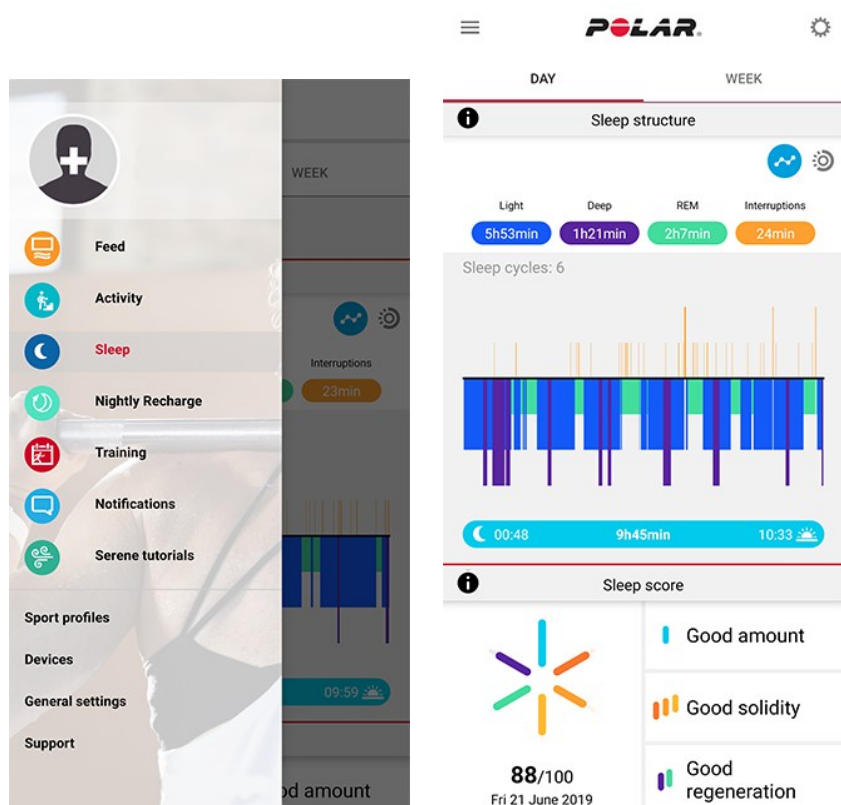 WEEK
Feed
Activity
Sleep
Interruptions
Nightly Recharge
23min
Training
Notifications
Serene tutorials
Sport profiles
Devices
General settings
09:59
Support
od amount
POLAR.
DAY WEEK
Sleep structure
Light Deep REM Interruptions
5h53min 1h21min 2h7min 24min
Sleep cycles: 6
00:48 9h45min 10:33
Sleep score
Good amount
Good solidity
Good
regeneration
88/100
Fri 21 June 2019